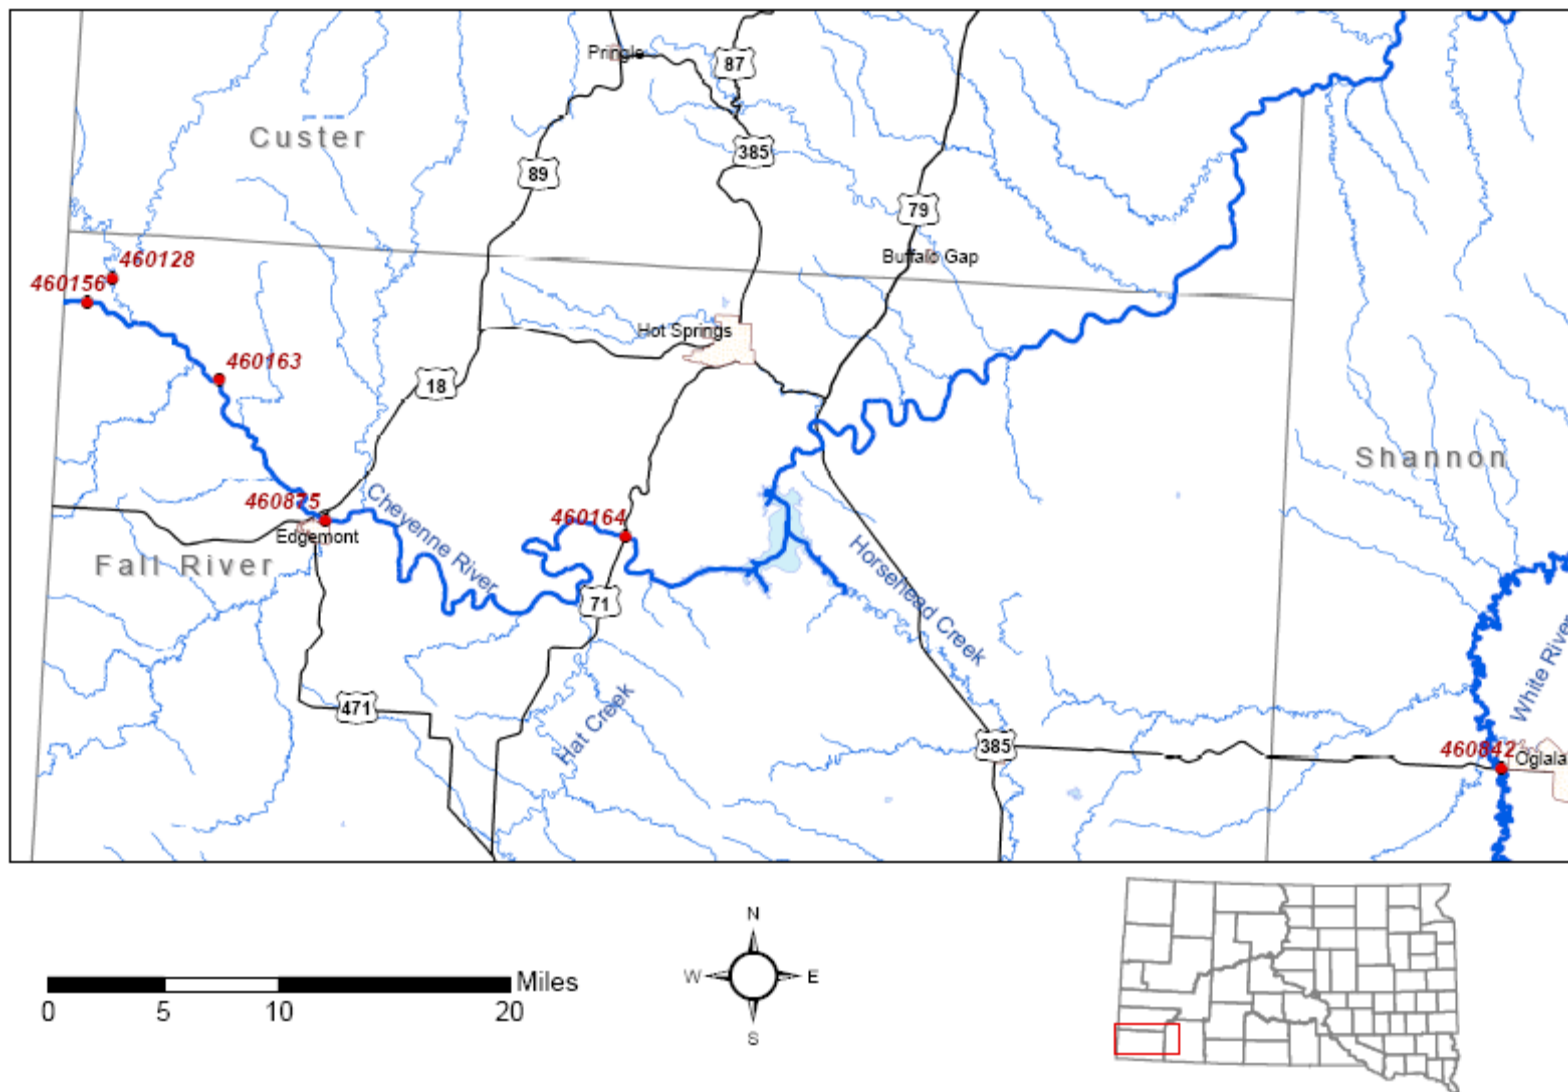 Pringle
87
Custer
385
89
79
460128
Buffalo Gap
460156
Hot Springs
460163
18
Shannon
460875
Cheyenne River
460164
Edgemont
Fall River
Horsehead Creek
71
White River
471
Hat Creek
385
460842
Oglala
N
W
E
S
Miles
0 5 10 20